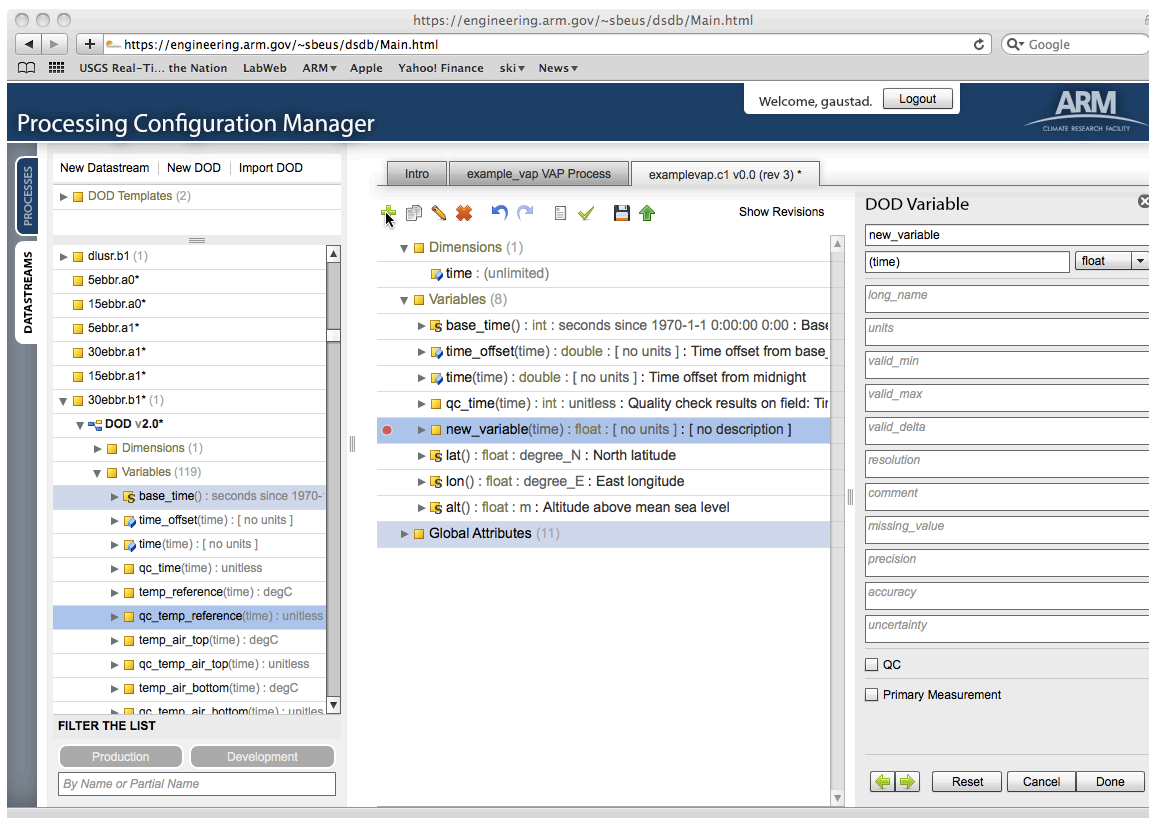 https://engineering.arm.gov/~sbeus/dsdb/Main.html
https://engineering.arm.gov/~sbeus/dsdb/Main.html
Google
USGS Real-Ti... the Nation LabWeb ARM▾ Apple Yahoo! Finance ski▾ News▾
Welcome, gaustad. Logout
Processing Configuration Manager
ARM
CLIMATE RESEARCH FACILITY
PROCESSES
DATASTREAMS
New Datastream | New DOD | Import DOD
DOD Templates (2)
dlusr.b1 (1)
5ebbr.a0*
15ebbr.a0*
5ebbr.a1*
30ebbr.a1*
15ebbr.a1*
30ebbr.b1* (1)
DOD v2.0*
Dimensions (1)
Variables (119)
base_time() : seconds since 1970-
time_offset(time) : [ no units ]
time(time) : [ no units ]
qc_time(time) : unitless
temp_reference(time) : degC
qc_temp_reference(time) : unitless
temp_air_top(time) : degC
qc_temp_air_top(time) : unitless
temp_air_bottom(time) : degC
qc_temp_air_bottom(time) : unitles
FILTER THE LIST
Production Development
By Name or Partial Name
Intro example_vap VAP Process examplevap.c1 v0.0 (rev 3) *
Show Revisions
Dimensions (1)
time : (unlimited)
Variables (8)
base_time() : int : seconds since 1970-1-1 0:00:00 0:00 : Base
time_offset(time) : double : [ no units ] : Time offset from base_
time(time) : double : [ no units ] : Time offset from midnight
qc_time(time) : int : unitless : Quality check results on field: Tir
new_variable(time) : float : [ no units ] : [ no description ]
lat() : float : degree_N : North latitude
lon() : float : degree_E : East longitude
alt() : float : m : Altitude above mean sea level
Global Attributes (11)
DOD Variable
new_variable
(time) float
long_name
units
valid_min
valid_max
valid_delta
resolution
comment
missing_value
precision
accuracy
uncertainty
QC
Primary Measurement
Reset Cancel Done